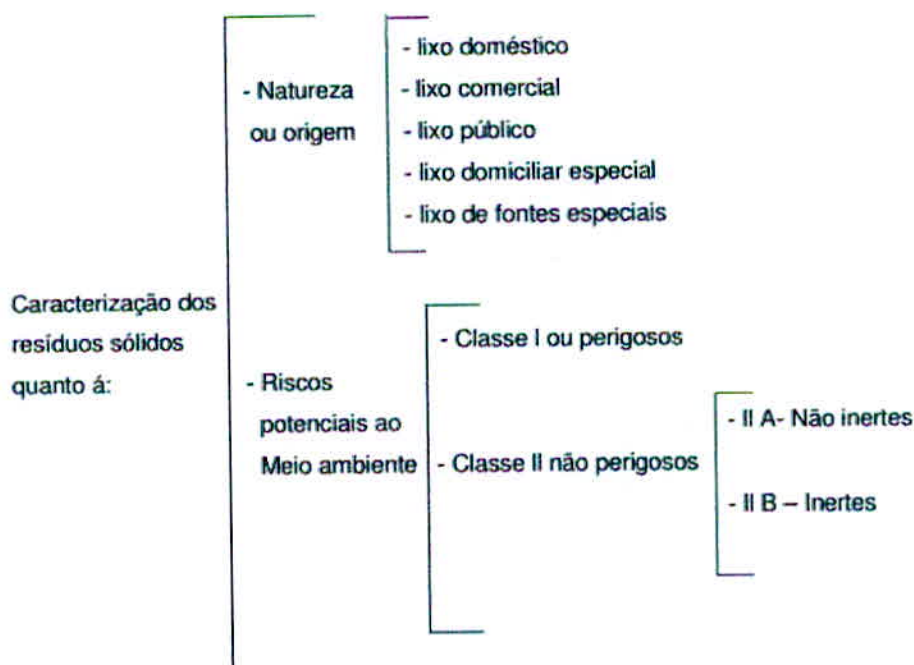 Caracterização dos
resíduos sólidos
quanto á:
- Natureza
ou origem
- lixo doméstico
- lixo comercial
- lixo público
- lixo domiciliar especial
- lixo de fontes especiais
- Riscos
potenciais ao
Meio ambiente
- Classe I ou perigosos
- Classe II não perigosos
- II A- Não inertes
- II B – Inertes